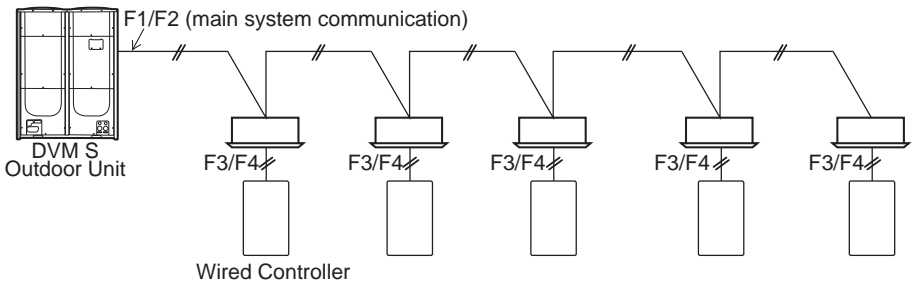 F1/F2 (main system communication)
DVM S
Outdoor Unit
F3/F4
F3/F4
F3/F4
F3/F4
F3/F4
Wired Controller